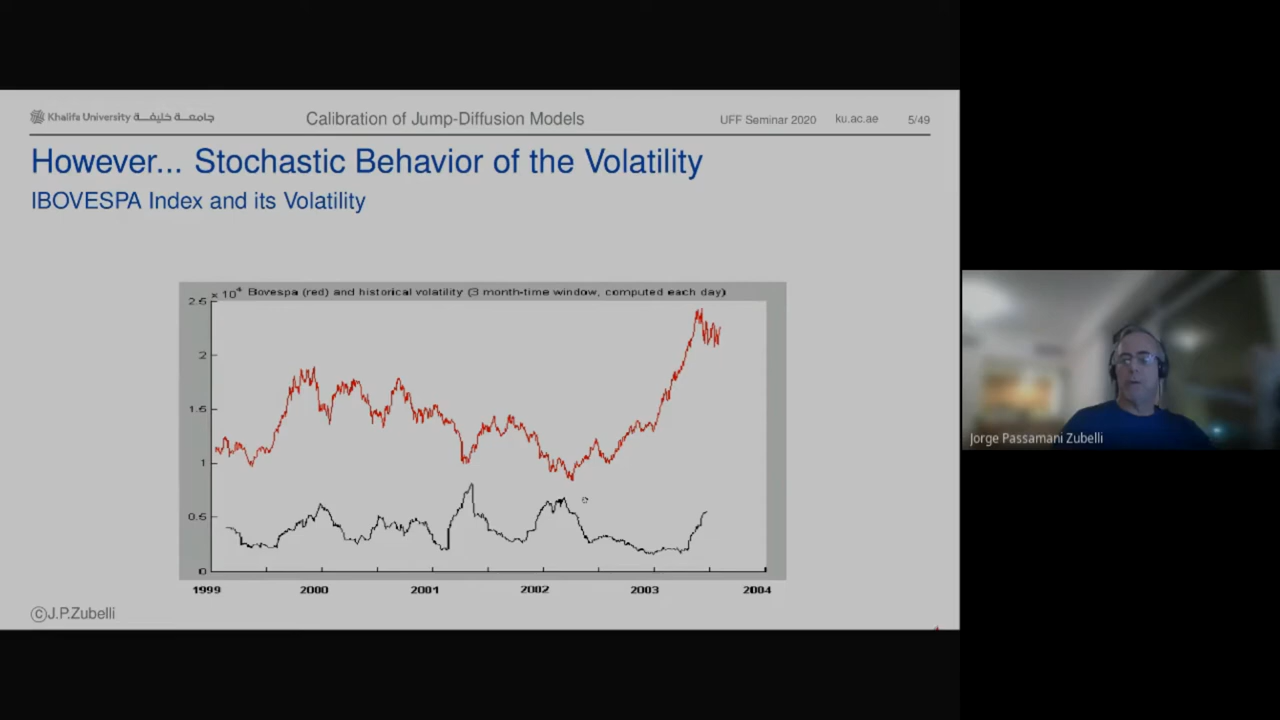 Khalifa University جامعة خليفة
Calibration of Jump-Diffusion Models
UFF Seminar 2020
ku.ac.ae
5/49
However... Stochastic Behavior of the Volatility
IBOVESPA Index and its Volatility
x 10^4 Bovespa (red) and historical volatility (3 month-time window, computed each day)
2.5
2
1.5
1
0.5
0
1999 2000 2001 2002 2003 2004
©J.P.Zubelli
Jorge Passamani Zubelli